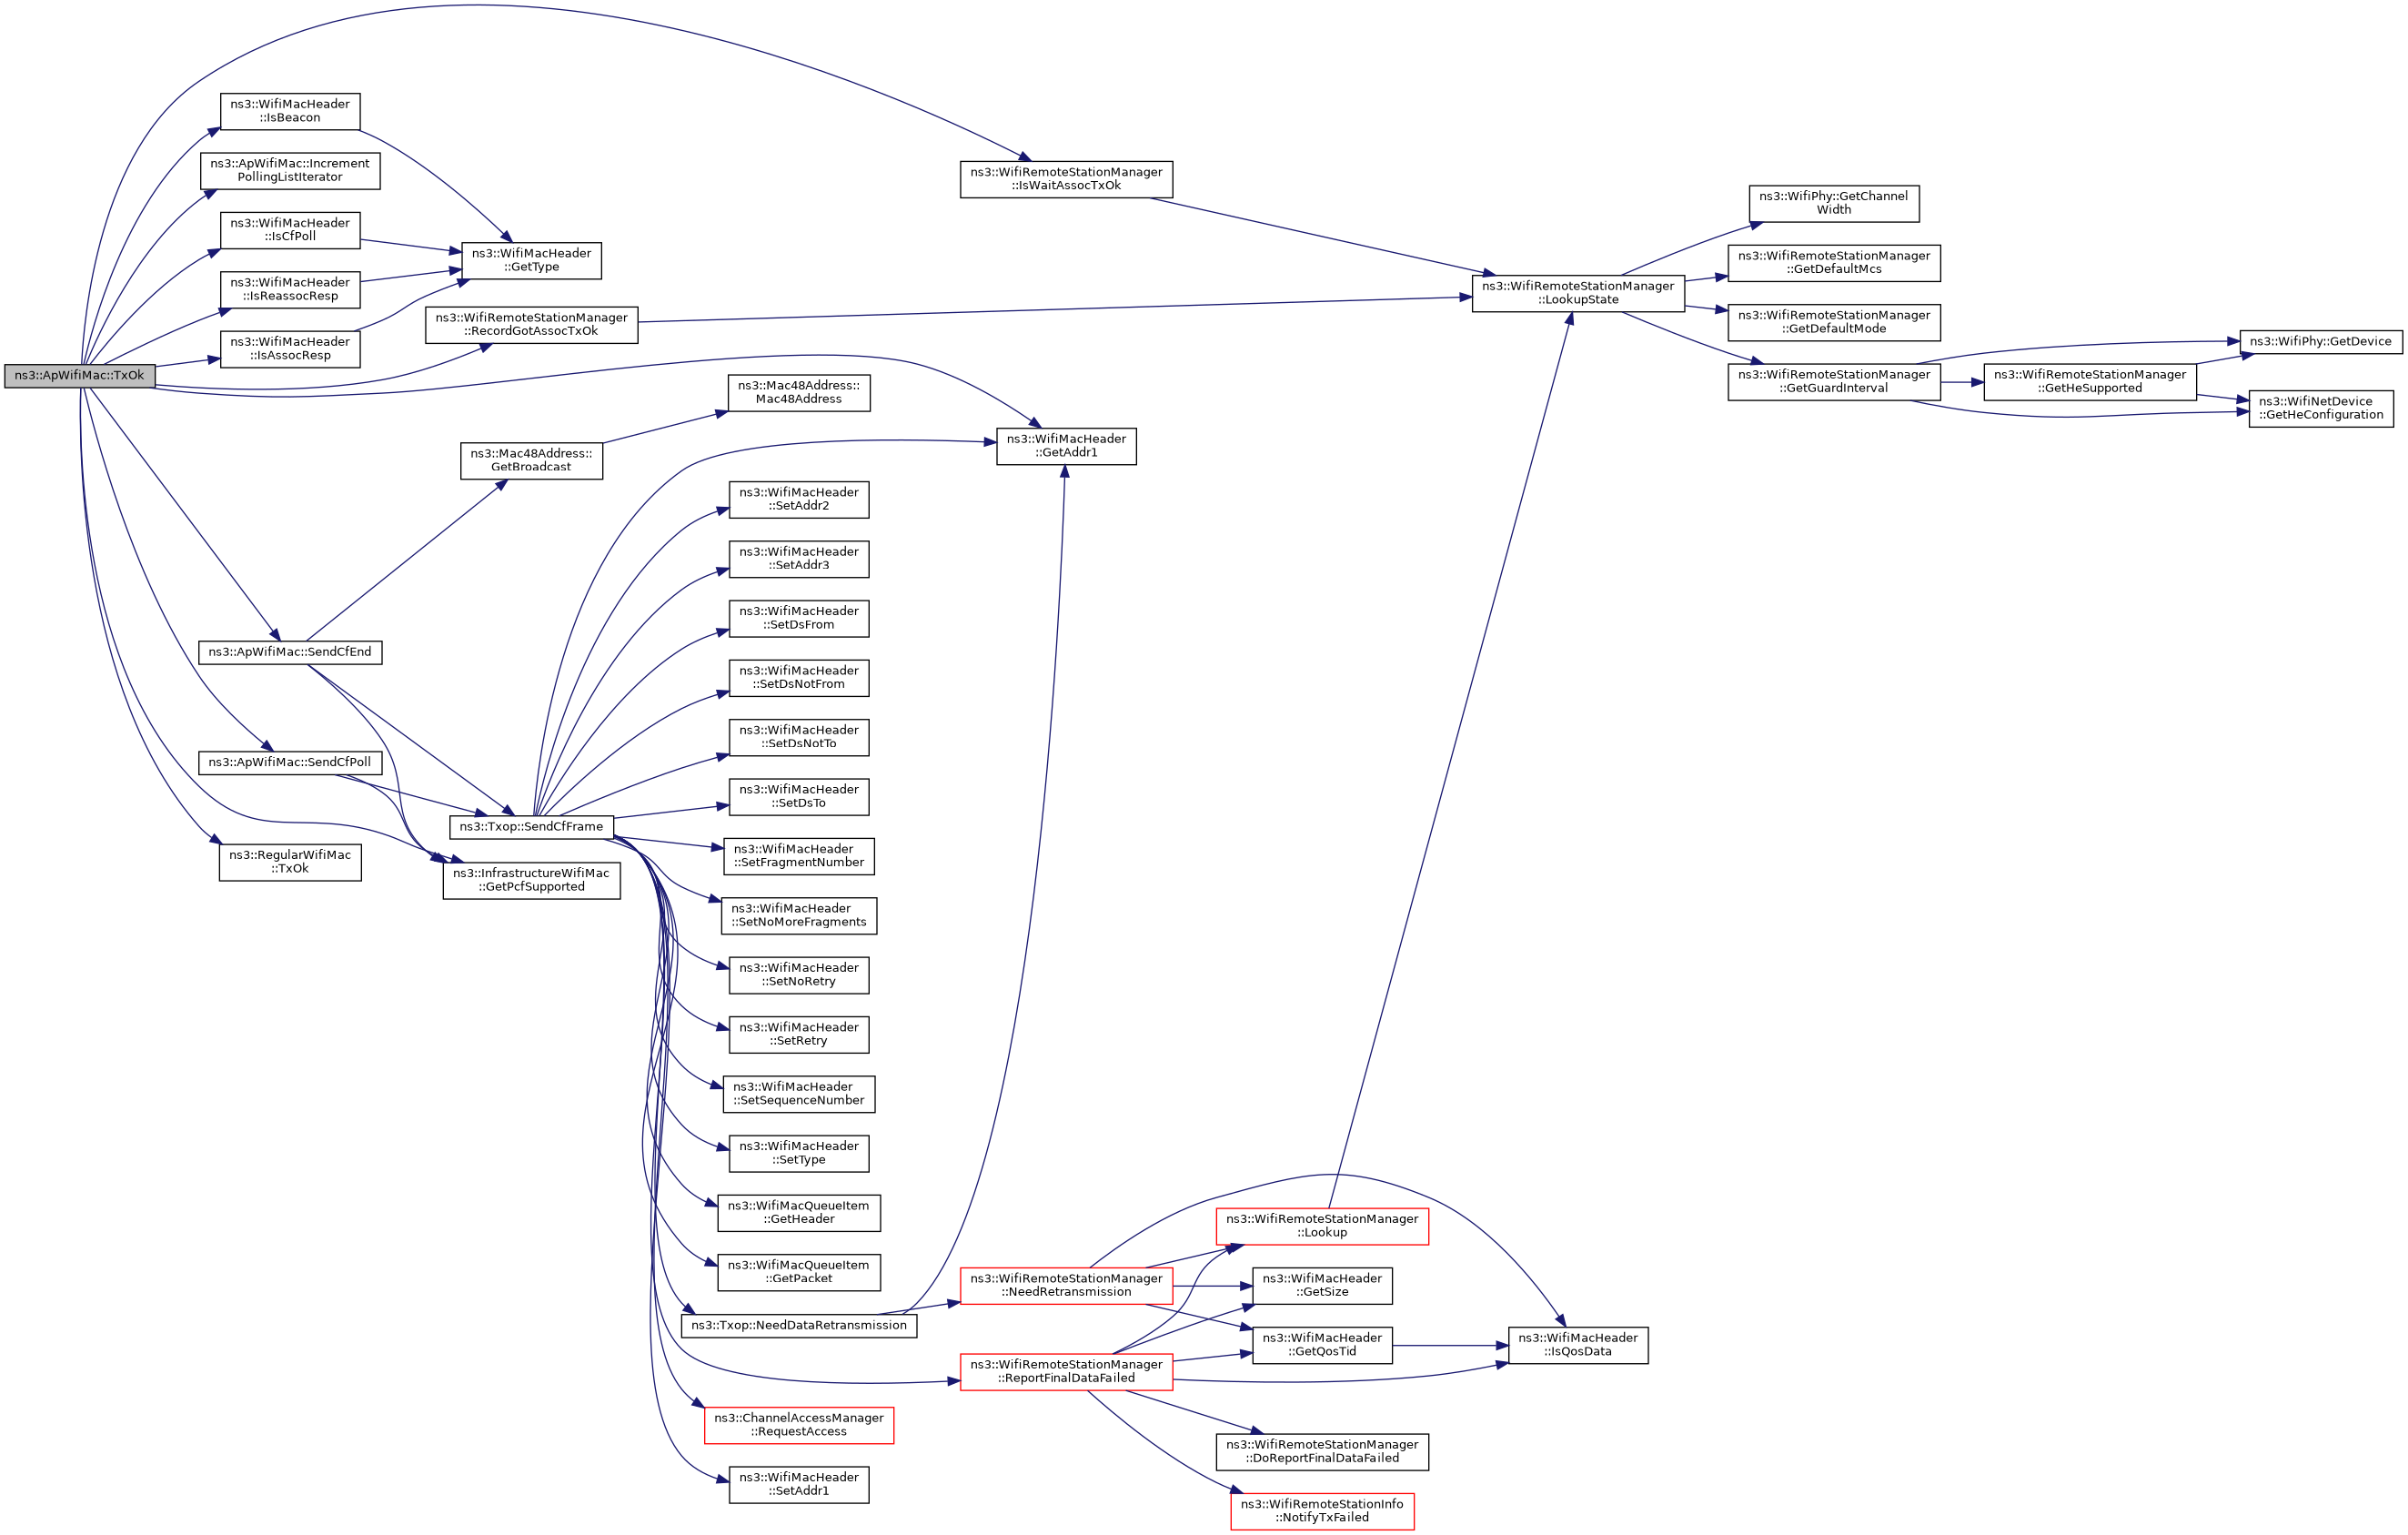 ns3::ApWifiMac::TxOk
ns3::WifiMacHeader
::IsBeacon
ns3::ApWifiMac::Increment
PollingListIterator
ns3::WifiMacHeader
::IsCfPoll
ns3::WifiMacHeader
::IsReassocResp
ns3::WifiMacHeader
::IsAssocResp
ns3::ApWifiMac::SendCfEnd
ns3::ApWifiMac::SendCfPoll
ns3::RegularWifiMac
::TxOk
ns3::WifiMacHeader
::GetType
ns3::WifiRemoteStationManager
::RecordGotAssocTxOk
ns3::Mac48Address::
GetBroadcast
ns3::Txop::SendCfFrame
ns3::InfrastructureWifiMac
::GetPcfSupported
ns3::Mac48Address::
Mac48Address
ns3::WifiMacHeader
::SetAddr2
ns3::WifiMacHeader
::SetAddr3
ns3::WifiMacHeader
::SetDsFrom
ns3::WifiMacHeader
::SetDsNotFrom
ns3::WifiMacHeader
::SetDsNotTo
ns3::WifiMacHeader
::SetDsTo
ns3::WifiMacHeader
::SetFragmentNumber
ns3::WifiMacHeader
::SetNoMoreFragments
ns3::WifiMacHeader
::SetNoRetry
ns3::WifiMacHeader
::SetRetry
ns3::WifiMacHeader
::SetSequenceNumber
ns3::WifiMacHeader
::SetType
ns3::WifiMacQueueItem
::GetHeader
ns3::WifiMacQueueItem
::GetPacket
ns3::Txop::NeedDataRetransmission
ns3::ChannelAccessManager
::RequestAccess
ns3::WifiMacHeader
::SetAddr1
ns3::WifiRemoteStationManager
::IsWaitAssocTxOk
ns3::WifiMacHeader
::GetAddr1
ns3::WifiRemoteStationManager
::NeedRetransmission
ns3::WifiRemoteStationManager
::ReportFinalDataFailed
ns3::WifiRemoteStationManager
::Lookup
ns3::WifiMacHeader
::GetSize
ns3::WifiMacHeader
::GetQosTid
ns3::WifiRemoteStationManager
::DoReportFinalDataFailed
ns3::WifiRemoteStationInfo
::NotifyTxFailed
ns3::WifiRemoteStationManager
::LookupState
ns3::WifiMacHeader
::IsQosData
ns3::WifiPhy::GetChannel
Width
ns3::WifiRemoteStationManager
::GetDefaultMcs
ns3::WifiRemoteStationManager
::GetDefaultMode
ns3::WifiRemoteStationManager
::GetGuardInterval
ns3::WifiRemoteStationManager
::GetHeSupported
ns3::WifiPhy::GetDevice
ns3::WifiNetDevice
::GetHeConfiguration